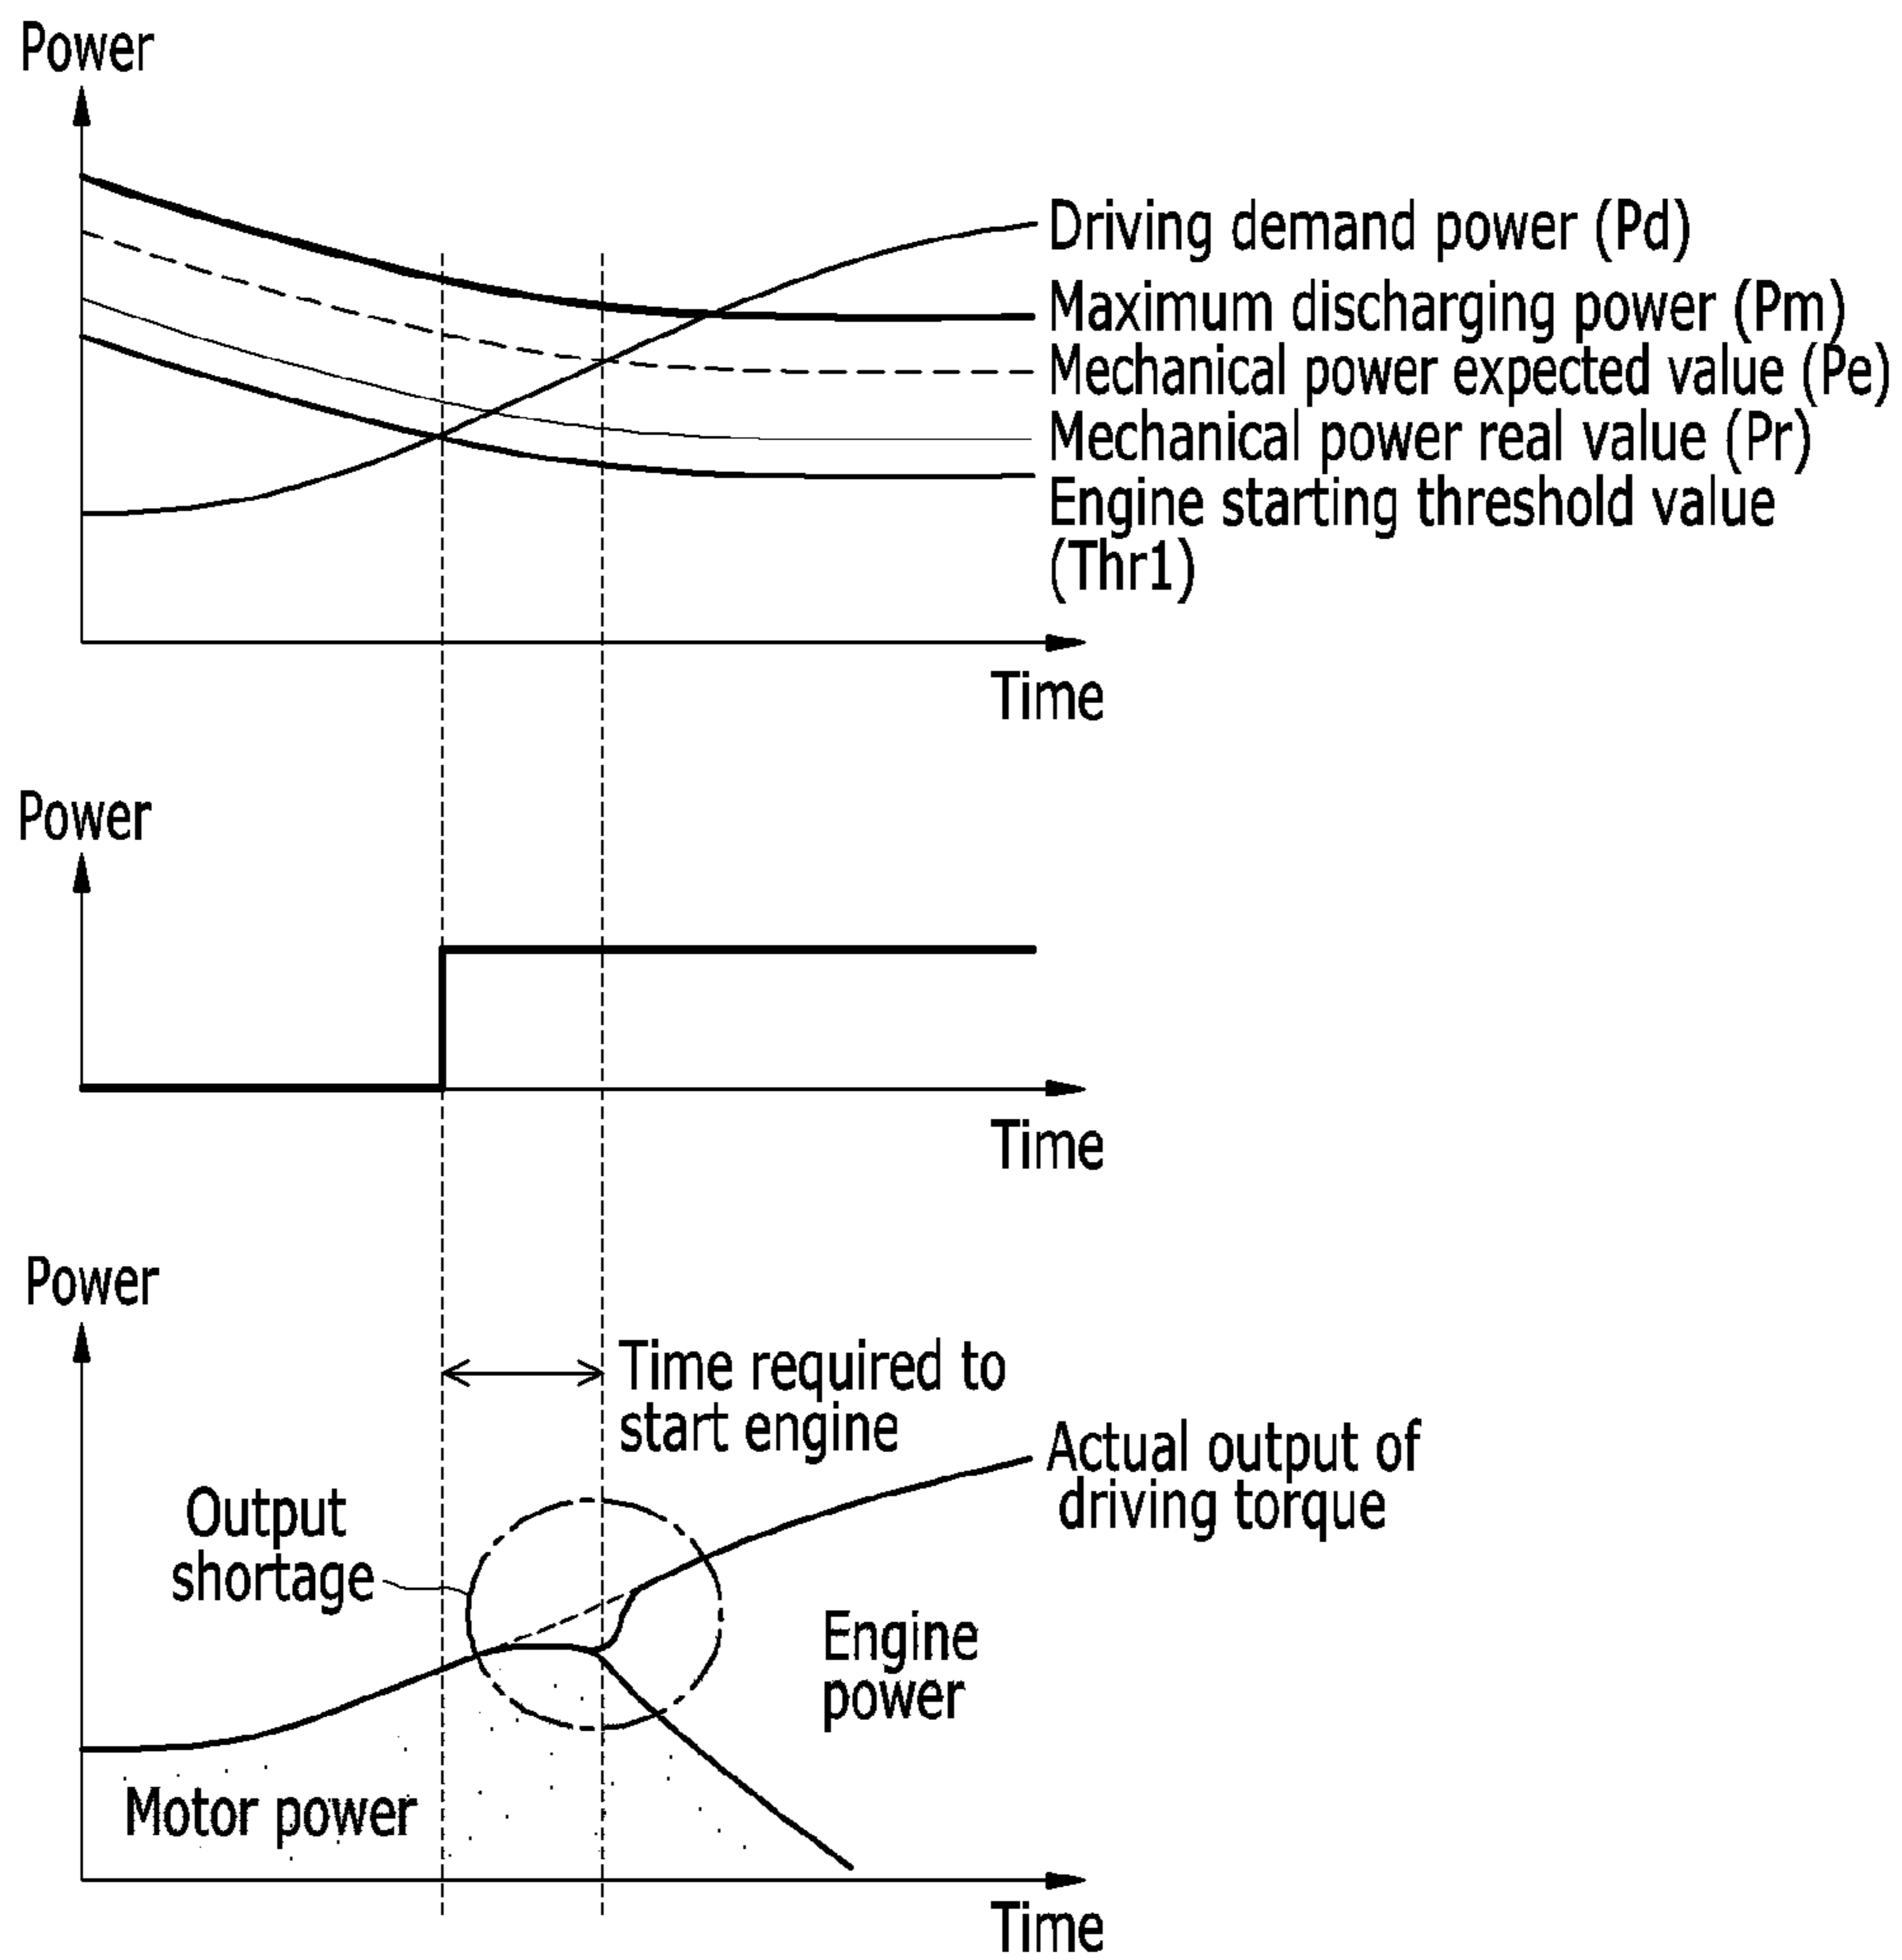 Power
Driving demand power (Pd)
Maximum discharging power (Pm)
Mechanical power expected value (Pe)
Mechanical power real value (Pr)
Engine starting threshold value
(Thr1)
Time
Power
Time
Power
Time required to
start engine
Actual output of
driving torque
Output
shortage
Engine
power
Motor power
Time